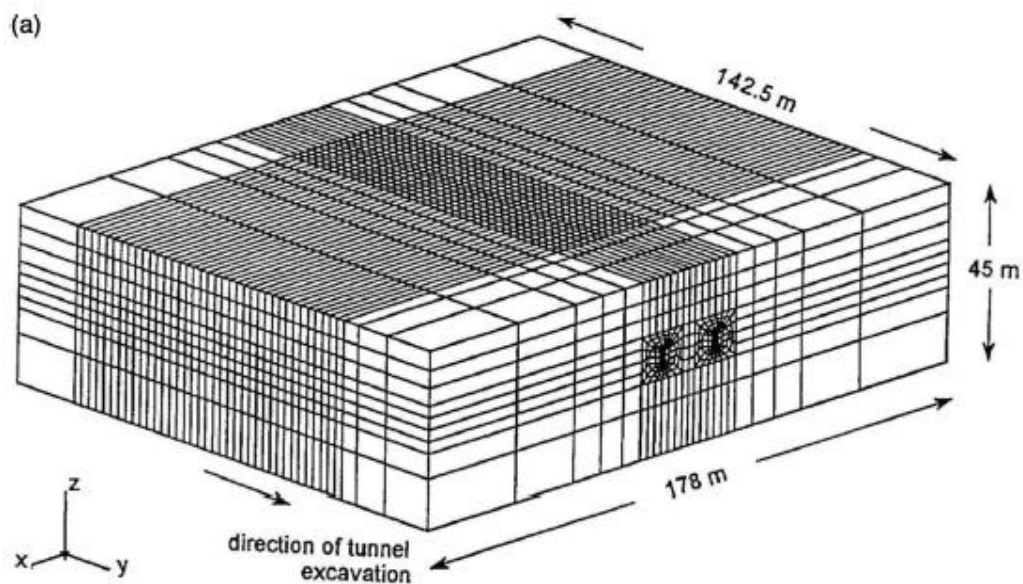 (a)
142.5 m
45 m
178 m
direction of tunnel
excavation
z
x
y